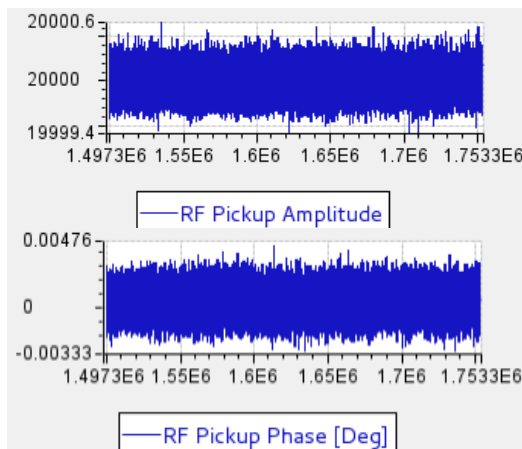 20000.6
20000
19999.4
1.4973E6 1.55E6 1.6E6 1.65E6 1.7E6 1.7533E6
RF Pickup Amplitude
0.00476
0
-0.00333
1.4973E6 1.55E6 1.6E6 1.65E6 1.7E6 1.7533E6
RF Pickup Phase [Deg]